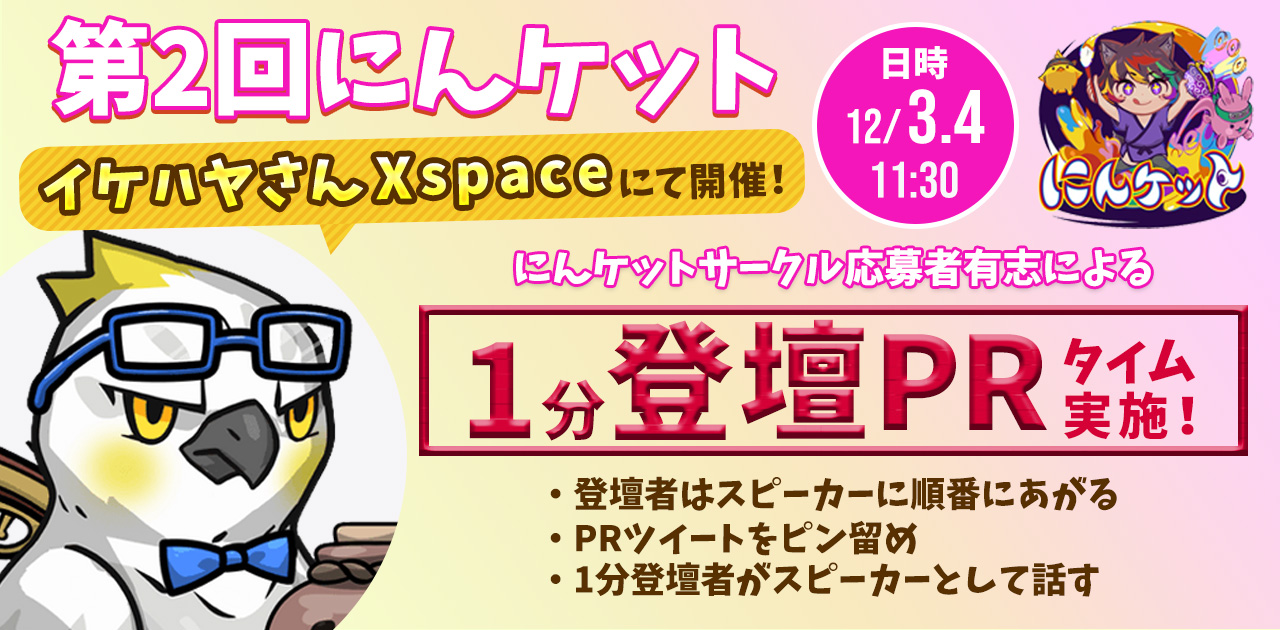 第2回にんケット
イケハヤさんXspaceにて開催!
日時
12/3.4
11:30
にんケット
にんケットサークル応募者有志による
1分登壇PRタイム実施!
・登壇者はスピーカーに順番にあがる
・PRツイートをピン留め
・1分登壇者がスピーカーとして話す